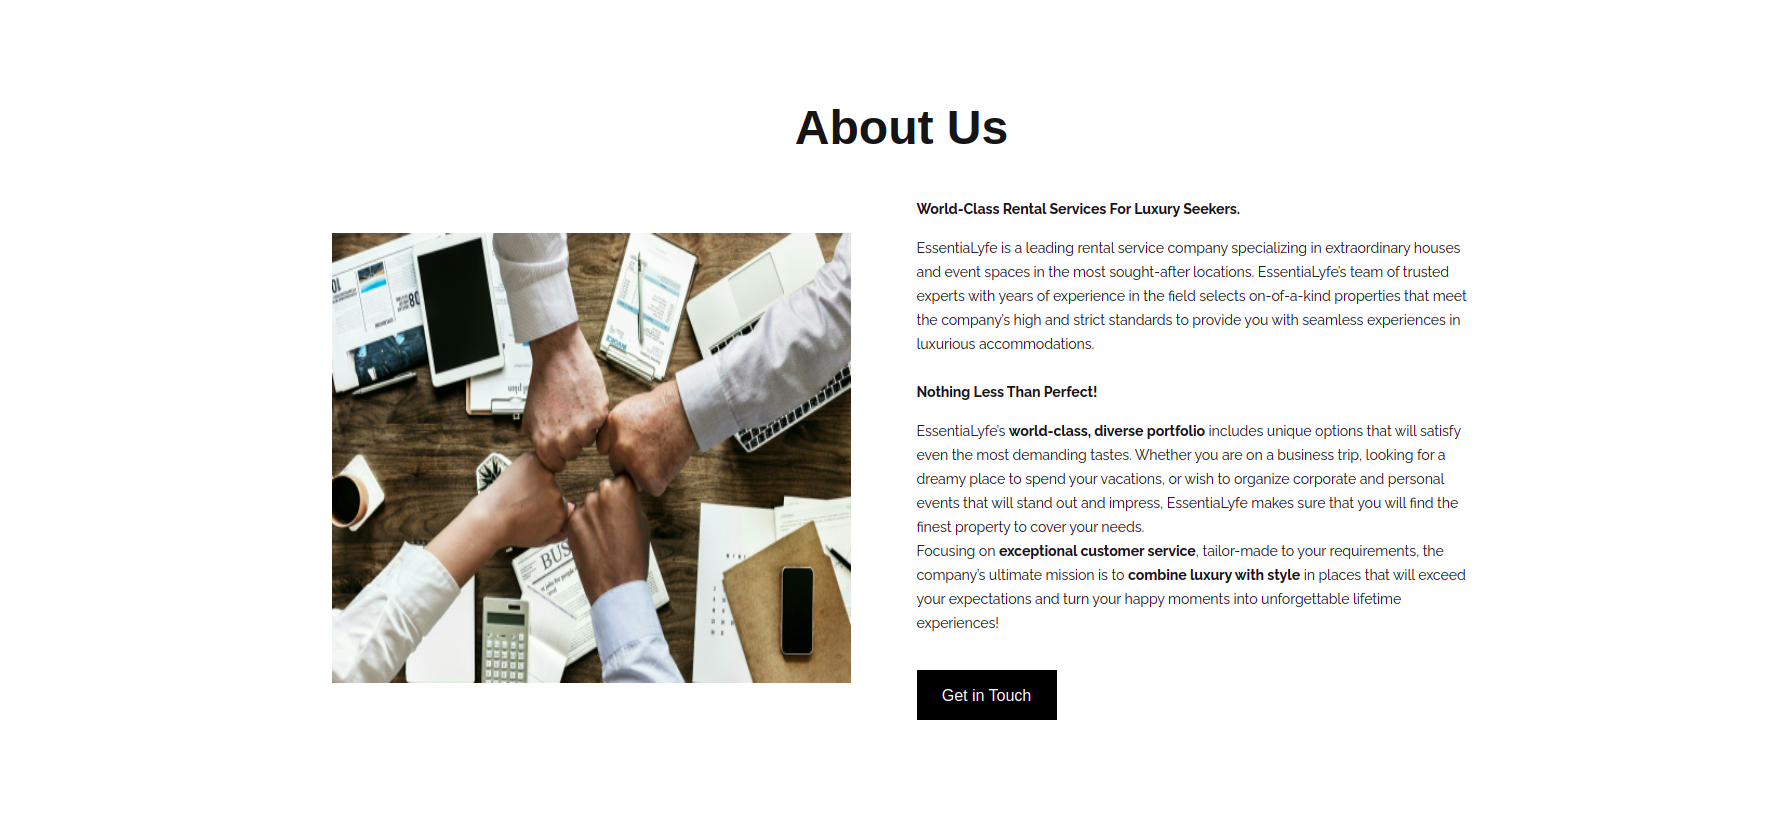 About Us
World-Class Rental Services For Luxury Seekers.
EssentiaLyfe is a leading rental service company specializing in extraordinary houses
and event spaces in the most sought-after locations. EssentiaLyfe’s team of trusted
experts with years of experience in the field selects on-of-a-kind properties that meet
the company’s high and strict standards to provide you with seamless experiences in
luxurious accommodations.
Nothing Less Than Perfect!
EssentiaLyfe’s world-class, diverse portfolio includes unique options that will satisfy
even the most demanding tastes. Whether you are on a business trip, looking for a
dreamy place to spend your vacations, or wish to organize corporate and personal
events that will stand out and impress, EssentiaLyfe makes sure that you will find the
finest property to cover your needs.
Focusing on exceptional customer service, tailor-made to your requirements, the
company’s ultimate mission is to combine luxury with style in places that will exceed
your expectations and turn your happy moments into unforgettable lifetime
experiences!
Get in Touch